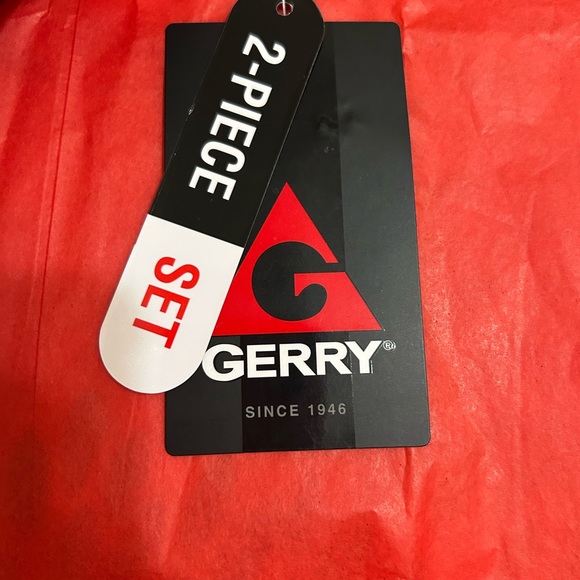 2-PIECE
SET
G
GERRY®
SINCE 1946